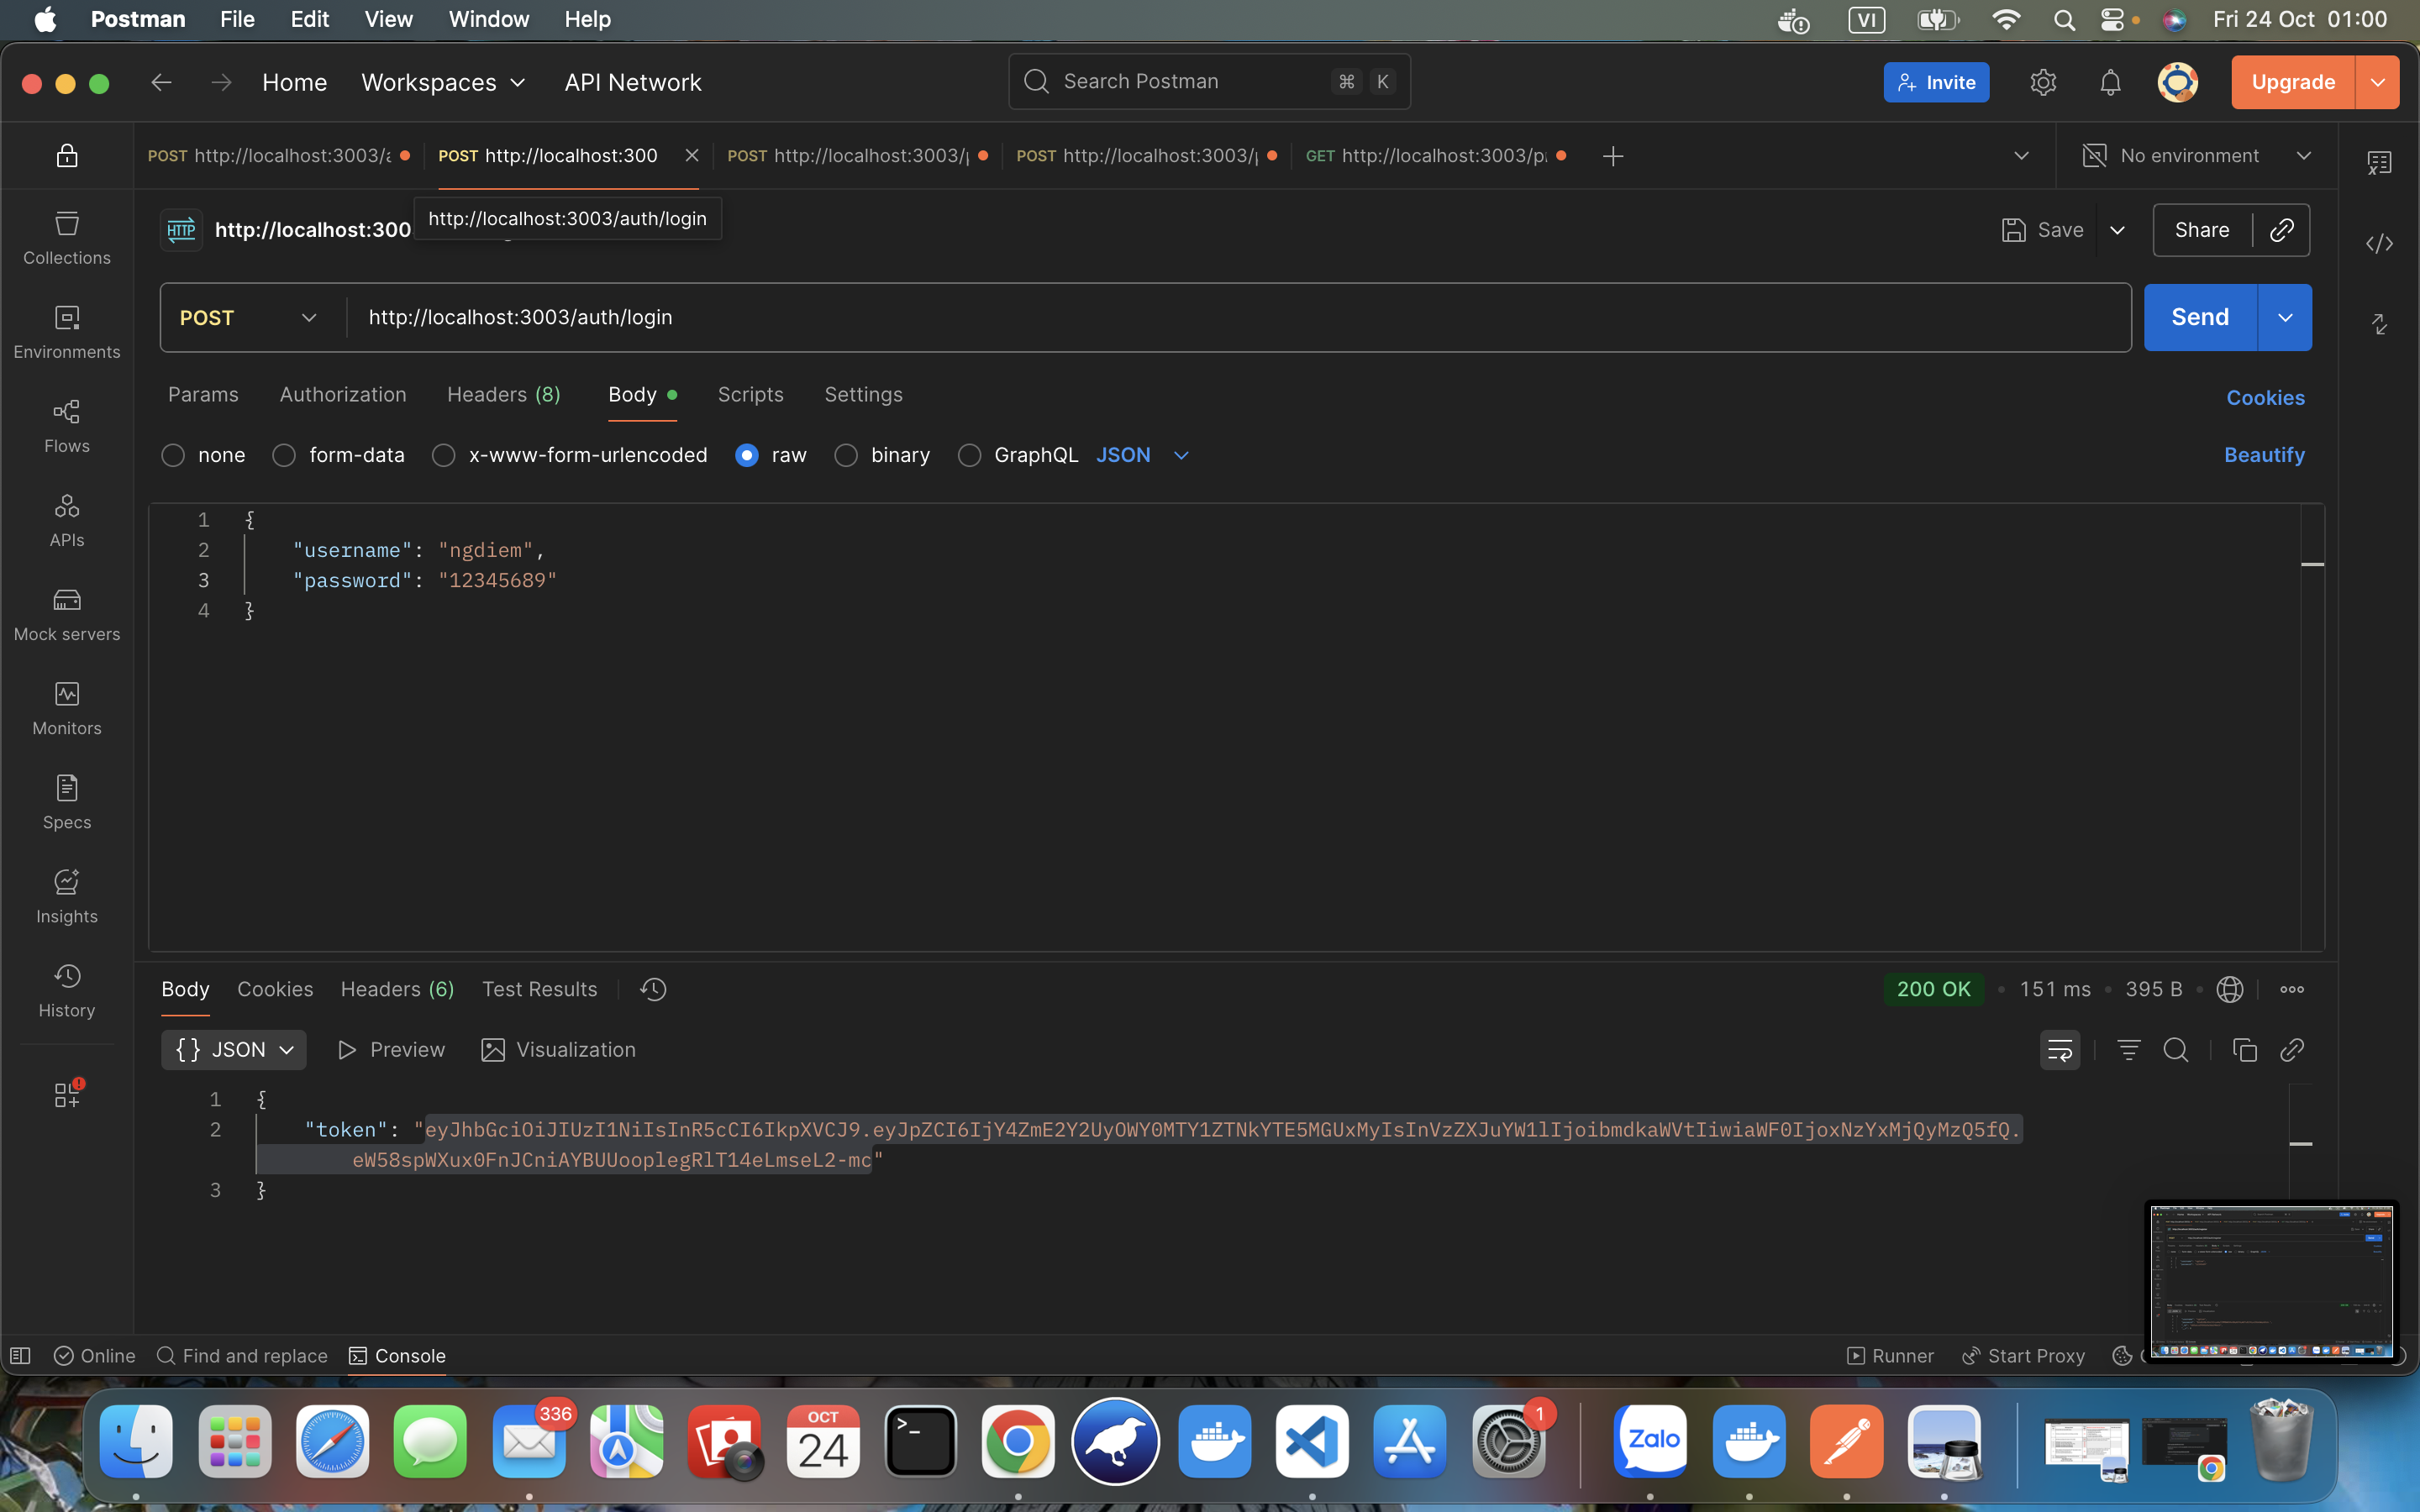 Postman File Edit View Window Help VI Fri 24 Oct 01:00
Home Workspaces API Network Search Postman ⌘ K Invite Upgrade
POST http://localhost:3003/a POST http://localhost:300 POST http://localhost:3003/p POST http://localhost:3003/p GET http://localhost:3003/p No environment
HTTP http://localhost:300 Save Share
http://localhost:3003/auth/login
POST http://localhost:3003/auth/login Send
Params Authorization Headers (8) Body Scripts Settings Cookies
none form-data x-www-form-urlencoded raw binary GraphQL JSON Beautify
Collections
Environments
Flows
APIs
Mock servers
Monitors
Specs
Insights
History
1 {
2 "username": "ngdiem",
3 "password": "12345689"
4 }
Body Cookies Headers (6) Test Results 200 OK 151 ms 395 B
{} JSON Preview Visualization
1 {
2 "token": "eyJhbGciOiJIUzI1NiIsInR5cCI6IkpXVCJ9.eyJpZCI6IjY4ZmE2Y2UyOWY0MTY1ZTNkYTE5MGUxMyIsInVzZXJuYW1lIjoibmdkaWVtIiwiaWF0IjoxNzYxMjQyMzQ5fQ.
eW58spWXux0FnJCniAYBUUooplegRlT14eLmseL2-mc"
3 }
Online Find and replace Console Runner Start Proxy
336 OCT 24 1 Zalo